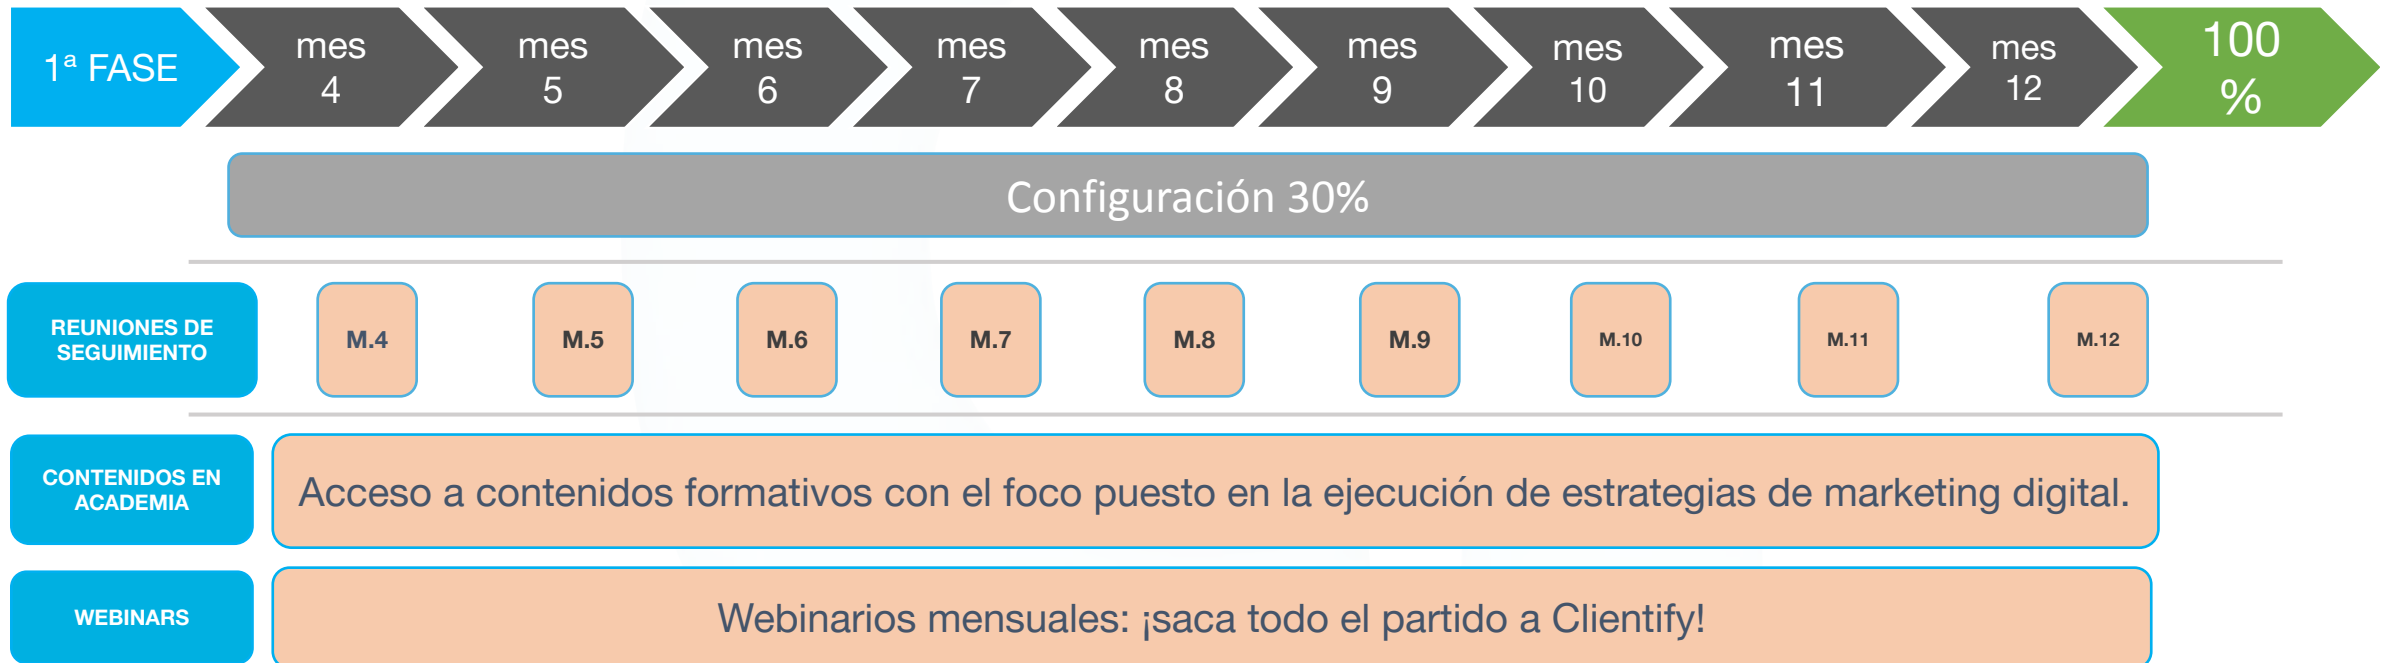 1ª FASE
mes
4
mes
5
mes
6
mes
7
mes
8
mes
9
mes
10
mes
11
mes
12
100
%
Configuración 30%
REUNIONES DE
SEGUIMIENTO
M.4
M.5
M.6
M.7
M.8
M.9
M.10
M.11
M.12
CONTENIDOS EN
ACADEMIA
Acceso a contenidos formativos con el foco puesto en la ejecución de estrategias de marketing digital.
WEBINARS
Webinarios mensuales: ¡saca todo el partido a Clientify!